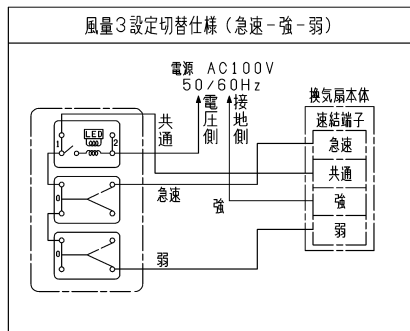 風量3設定切替仕様(急速-強-弱)
電源 AC100V
50/60Hz
電圧側
接地側
共通
換気扇本体
速結端子
急速
共通
強
弱
LED
1
2
0
急速
強
0
弱